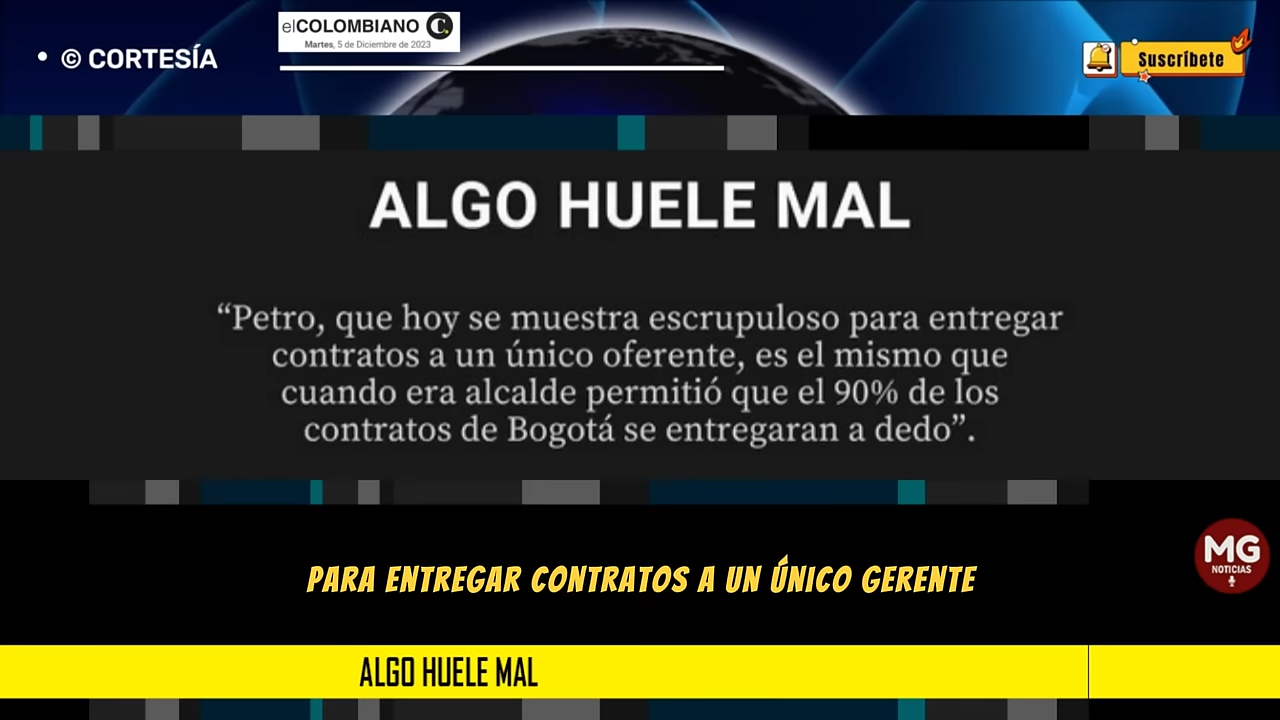 elCOLOMBIANO C
Martes, 5 de Diciembre de 2023
• © CORTESÍA
Suscríbete
ALGO HUELE MAL
“Petro, que hoy se muestra escrupuloso para entregar
contratos a un único oferente, es el mismo que
cuando era alcalde permitió que el 90% de los
contratos de Bogotá se entregaran a dedo”.
MG
NOTICIAS
PARA ENTREGAR CONTRATOS A UN ÚNICO GERENTE
ALGO HUELE MAL